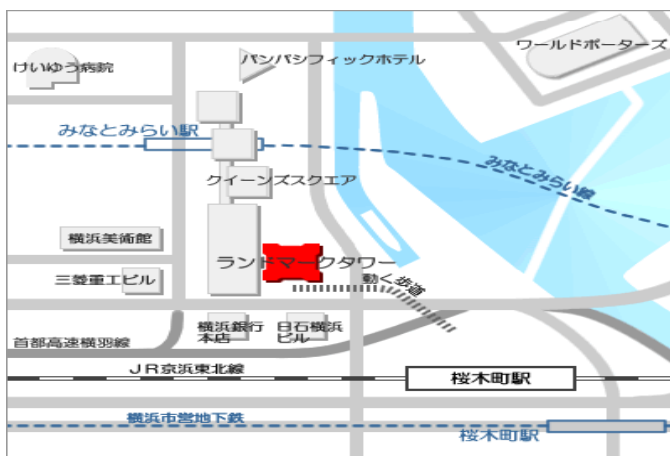 ワールドポーターズ
パンパシフィックホテル
けいゆう病院
みなとみらい駅
みなとみらい線
クイーンズスクエア
横浜美術館
ランドマークタワー
三菱重工ビル
動く歩道
横浜銀行
本店
日石横浜
ビル
首都高速横羽線
JR京浜東北線
桜木町駅
横浜市営地下鉄
桜木町駅